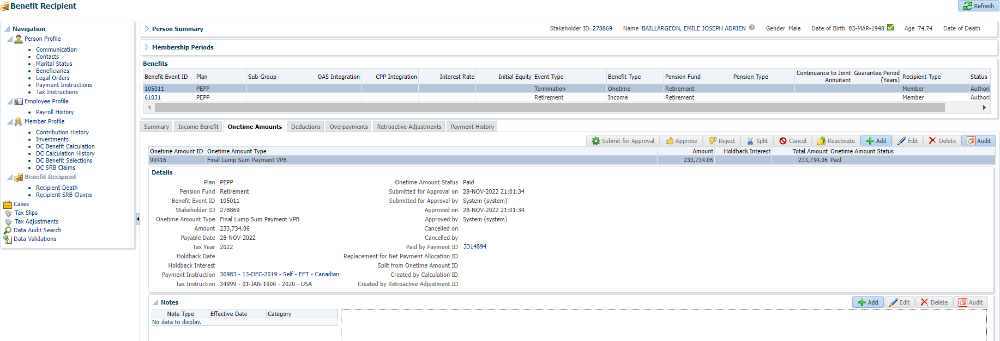 Benefit Recipient
Refresh
Navigation
Person Profile
Communication
Contacts
Marital Status
Beneficiaries
Legal Orders
Payment Instructions
Tax Instructions
Employee Profile
Payroll History
Member Profile
Contribution History
Investments
DC Benefit Calculation
DC Calculation History
DC Benefit Selections
DC SRB Claims
Benefit Recipient
Recipient Death
Recipient SRB Claims
Cases
Tax Slips
Tax Adjustments
Data Audit Search
Data Validations
Person Summary Stakeholder ID 278869 Name BAILLARGEON, EMILE JOSEPH ADRIEN Gender Male Date of Birth 03-MAR-1948 Age 74.74 Date of Death
Membership Periods
Benefits
Benefit Event ID Plan Sub-Group OAS Integration CPP Integration Interest Rate Initial Equity Event Type Benefit Type Pension Fund Pension Type Continuance to Joint Annuitant Guarantee Period (Years) Recipient Type Status
105011 PEPP Termination Onetime Retirement Member Authori
61031 PEPP Retirement Income Retirement Member Authori
Summary Income Benefit Onetime Amounts Deductions Overpayments Retroactive Adjustments Payment History
Submit for Approval Approve Reject Split Cancel Reactivate Add Edit Delete Audit
Onetime Amount ID Onetime Amount Type Amount Holdback Interest Total Amount Onetime Amount Status
90416 Final Lump Sum Payment VPB 233,734.06 233,734.06 Paid
Details
Plan PEPP Onetime Amount Status Paid
Pension Fund Retirement Submitted for Approval on 28-NOV-2022 21:01:34
Benefit Event ID 105011 Submitted for Approval by System (system)
Stakeholder ID 278869 Approved on 28-NOV-2022 21:01:34
Onetime Amount Type Final Lump Sum Payment VPB Approved by System (system)
Amount 233,734.06 Cancelled on
Payable Date 28-NOV-2022 Cancelled by
Tax Year 2022 Paid by Payment ID 3314894
Holdback Date Replacement for Net Payment Allocation ID
Holdback Interest Split from Onetime Amount ID
Payment Instruction 30983 - 13-DEC-2019 - Self - EFT - Canadian Created by Calculation ID
Tax Instruction 34999 - 01-JAN-1900 - 2020 - USA Created by Retroactive Adjustment ID
Notes Add Edit Delete Audit
Note Type Effective Date Category
No data to display.